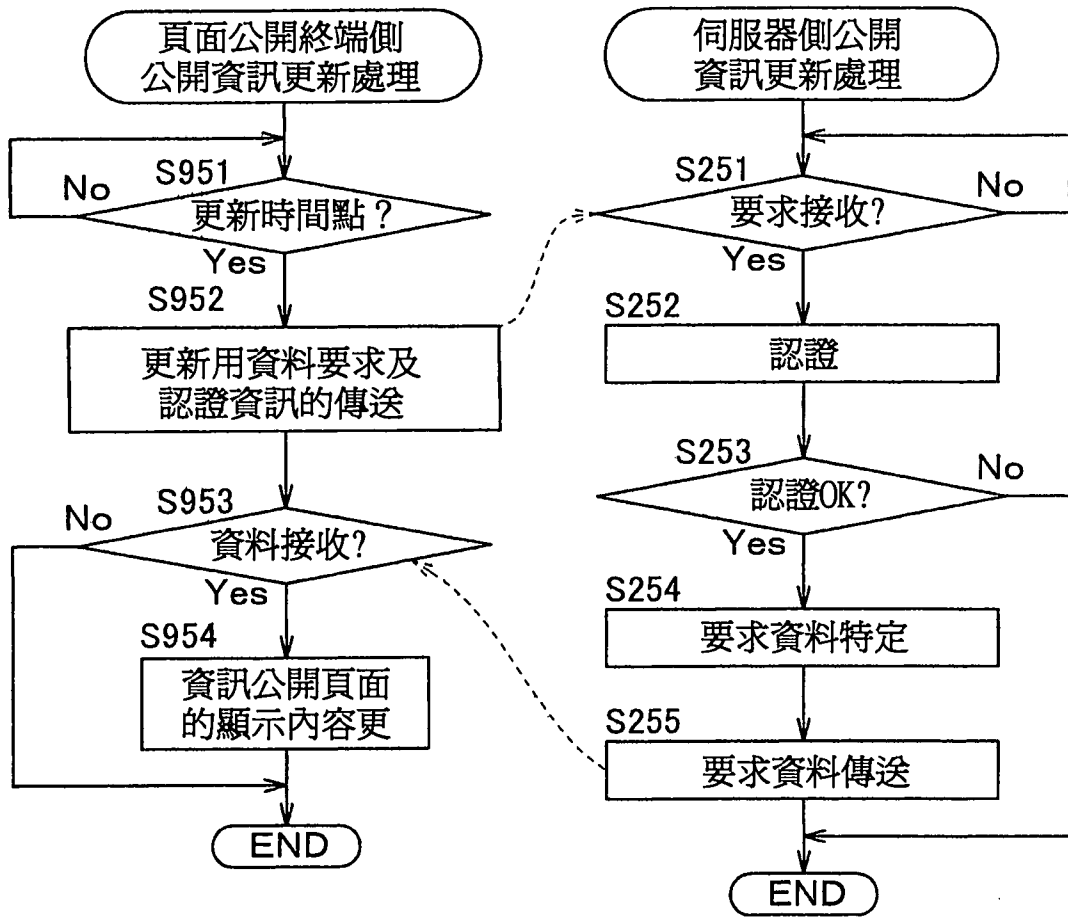 頁面公開終端側
公開資訊更新處理
S951
No
更新時間點？
Yes
S952
更新用資料要求及
認證資訊的傳送
S953
No
資料接收?
Yes
S954
資訊公開頁面
的顯示內容更
END
伺服器側公開
資訊更新處理
S251
No
要求接收?
Yes
S252
認證
S253
No
認證OK?
Yes
S254
要求資料特定
S255
要求資料傳送
END